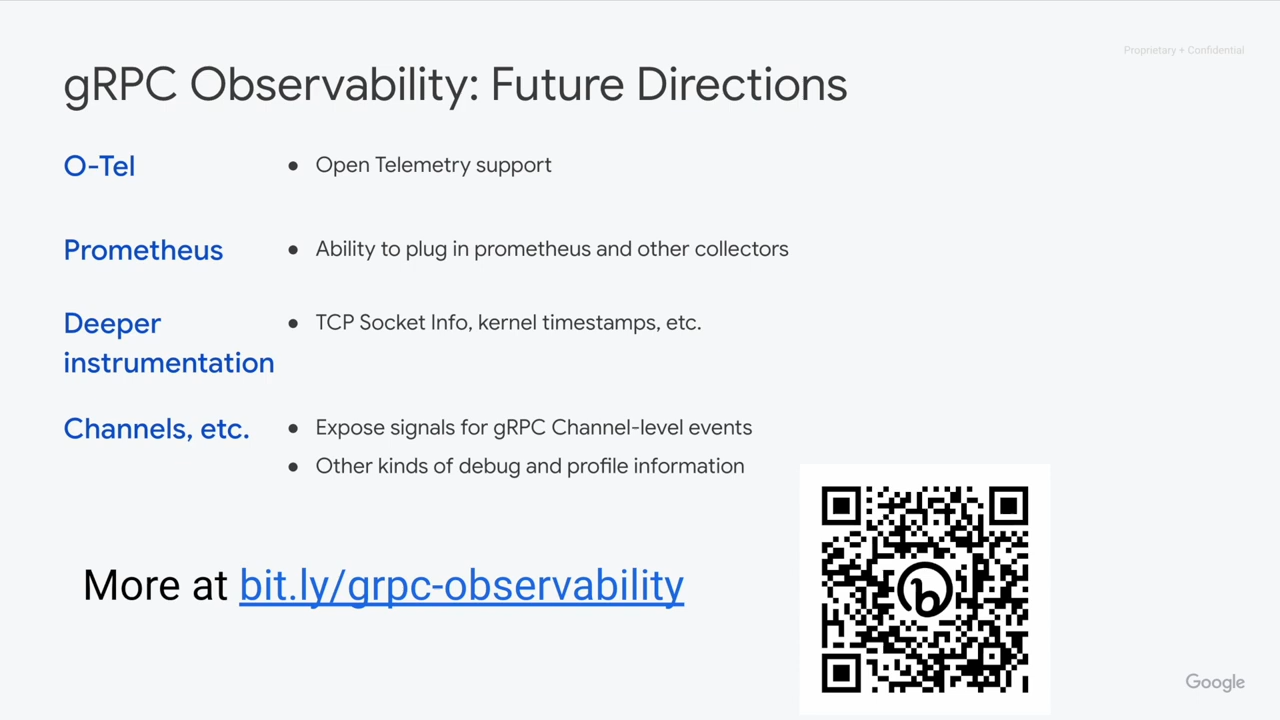 Proprietary + Confidential
gRPC Observability: Future Directions
O-Tel
● Open Telemetry support
Prometheus
● Ability to plug in prometheus and other collectors
Deeper
instrumentation
● TCP Socket Info, kernel timestamps, etc.
Channels, etc.
● Expose signals for gRPC Channel-level events
● Other kinds of debug and profile information
More at bit.ly/grpc-observability
b
Google